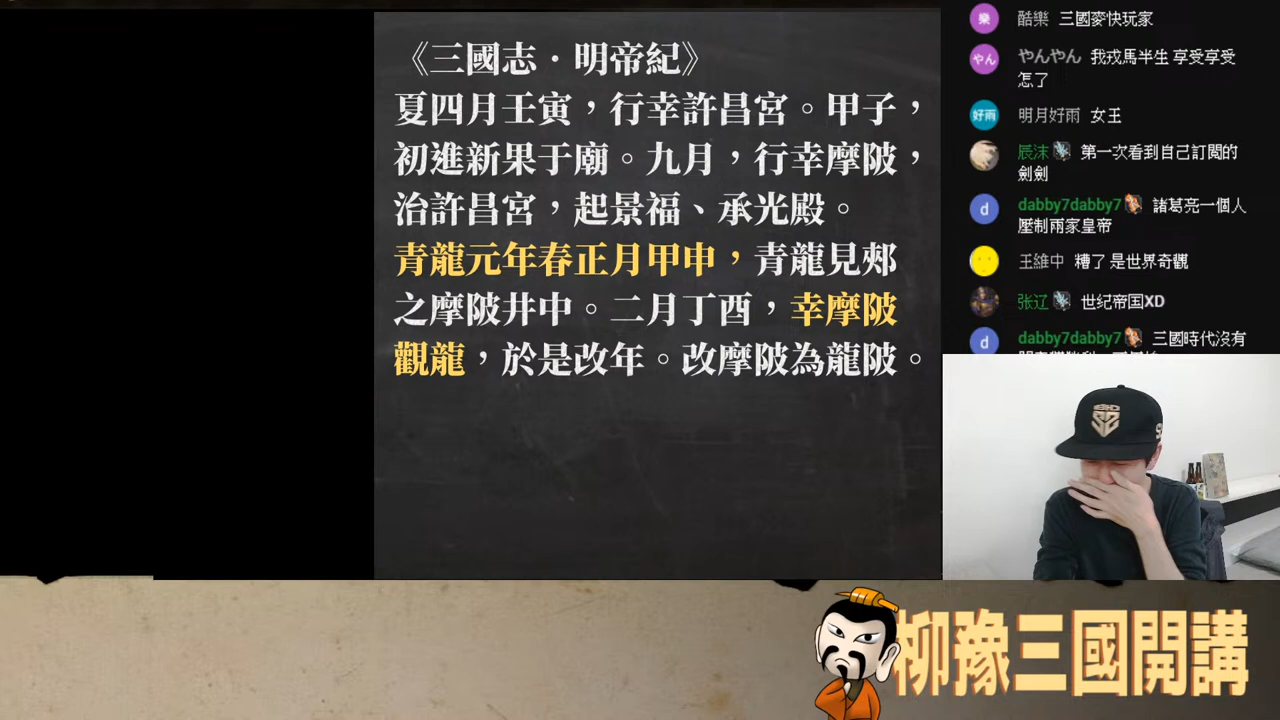 《三國志·明帝紀》
夏四月壬寅，行幸許昌宮。甲子，
初進新果于廟。九月，行幸摩陂，
治許昌宮，起景福、承光殿。
青龍元年春正月甲申，青龍見郟
之摩陂井中。二月丁酉，幸摩陂
觀龍，於是改年。改摩陂為龍陂。
樂 酷樂 三國麥快玩家
やん やんやん 我戎馬半生 享受享受
怎了
好雨 明月好雨 女王
辰沫 第一次看到自己訂閱的
劍劍
d dabby7dabby7 諸葛亮一個人
壓制兩家皇帝
王維中 糟了 是世界奇觀
张辽 世纪帝国XD
d dabby7dabby7 三國時代沒有
柳豫三國開講